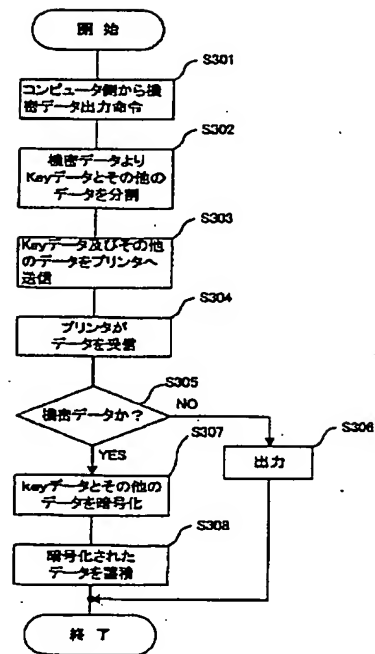 開 始
S301
コンピュータ側から機
密データ出力命令
S302
機密データより
Keyデータとその他の
データを分割
S303
Keyデータ及びその他
のデータをプリンタへ
送信
S304
プリンタが
データを受信
S305
機密データか?
NO
YES
S307
S306
出力
keyデータとその他の
データを暗号化
S308
暗号化された
データを蓄積
終 了